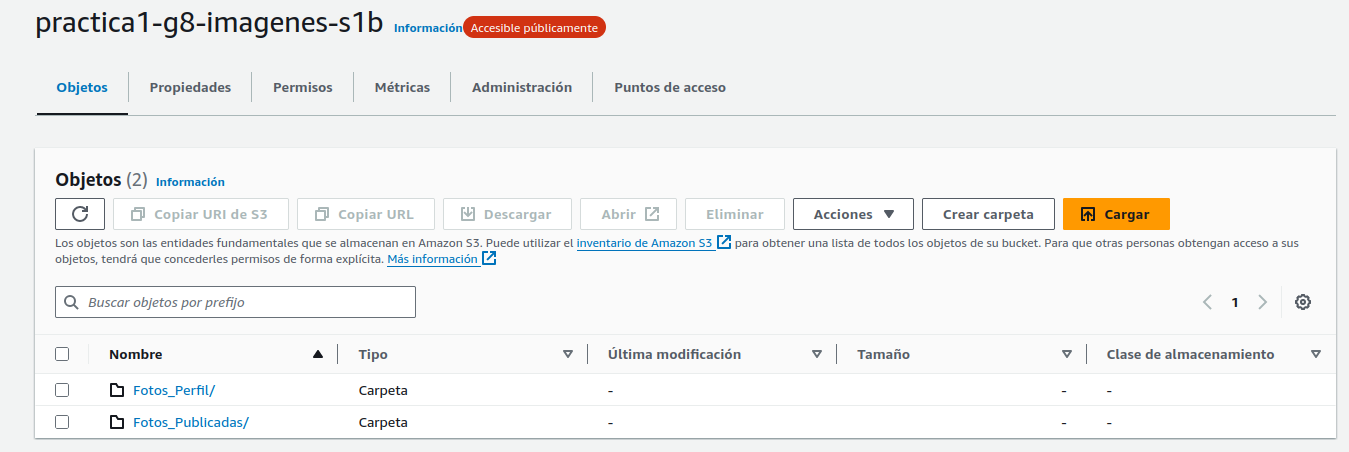 practica1-g8-imagenes-s1b Información Accesible públicamente
Objetos Propiedades Permisos Métricas Administración Puntos de acceso
Objetos (2) Información
Copiar URI de S3 Copiar URL Descargar Abrir Eliminar Acciones Crear carpeta Cargar
Los objetos son las entidades fundamentales que se almacenan en Amazon S3. Puede utilizar el inventario de Amazon S3 para obtener una lista de todos los objetos de su bucket. Para que otras personas obtengan acceso a sus
objetos, tendrá que concederles permisos de forma explícita. Más información
Buscar objetos por prefijo 1
Nombre Tipo Última modificación Tamaño Clase de almacenamiento
Fotos_Perfil/ Carpeta - - -
Fotos_Publicadas/ Carpeta - - -